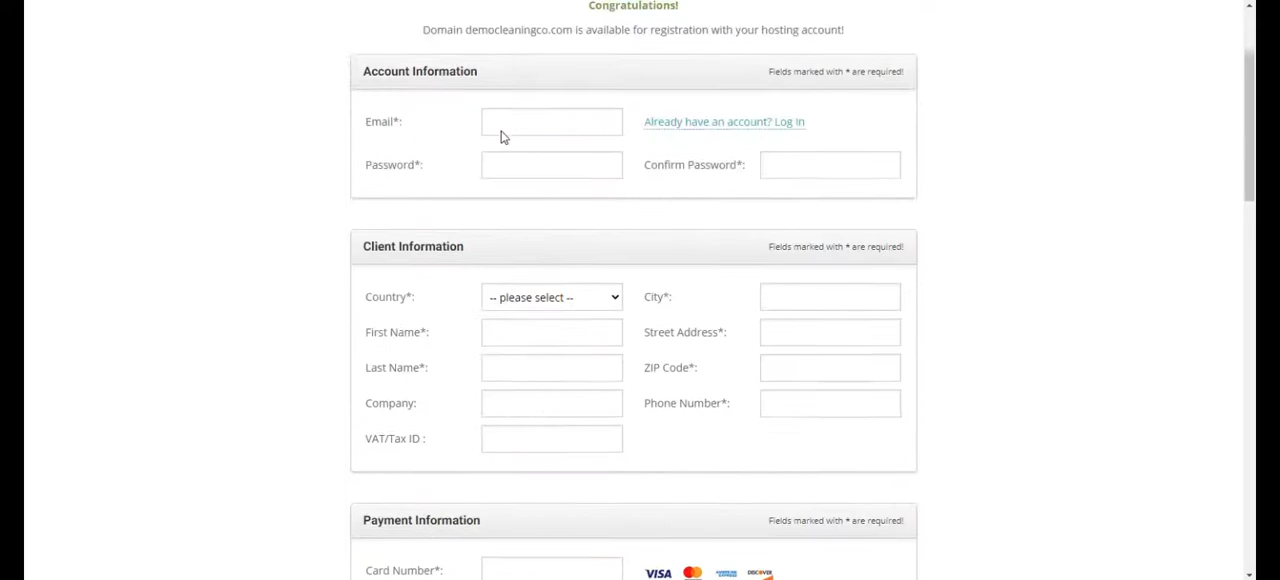 Congratulations!
Domain democleaningco.com is available for registration with your hosting account!
Account Information Fields marked with * are required!
Email*: Already have an account? Log In
Password*: Confirm Password*:
Client Information Fields marked with * are required!
Country*: -- please select -- City*:
First Name*: Street Address*:
Last Name*: ZIP Code*:
Company: Phone Number*:
VAT/Tax ID :
Payment Information Fields marked with * are required!
Card Number*: VISA AMERICAN EXPRESS DISCOVER